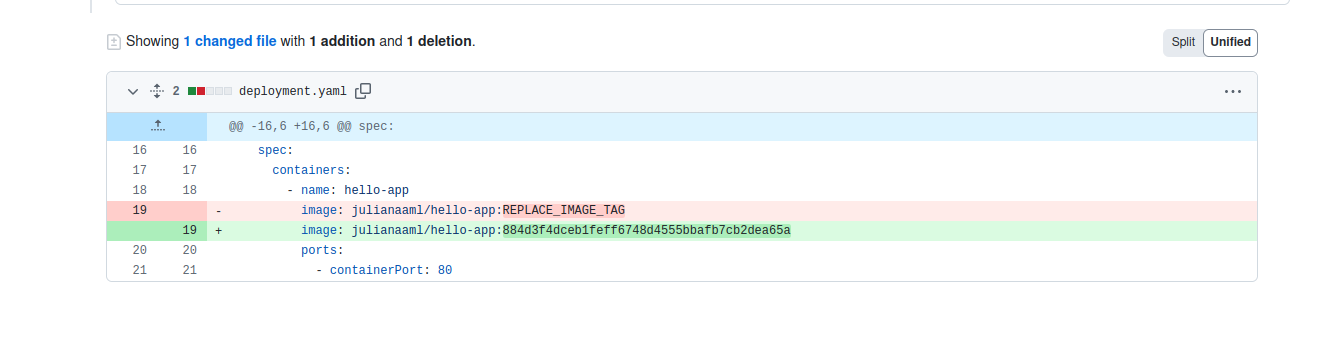 Showing 1 changed file with 1 addition and 1 deletion.
Split Unified
2 deployment.yaml
@@ -16,6 +16,6 @@ spec:
16 16 spec:
17 17 containers:
18 18 - name: hello-app
19 - image: julianaaml/hello-app:REPLACE_IMAGE_TAG
19 + image: julianaaml/hello-app:884d3f4dceb1feff6748d4555bbafb7cb2dea65a
20 20 ports:
21 21 - containerPort: 80